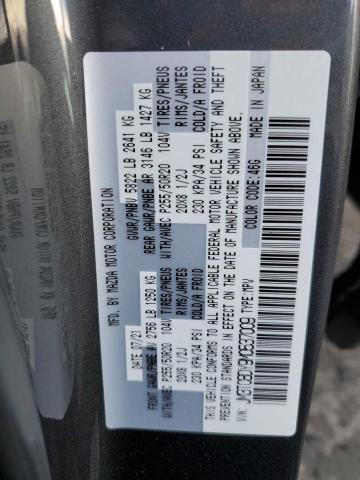 MFD. BY MAZDA MOTOR CORPORATION
DATE 07/21 GVWR/PNBV 5822 LB 2641 KG
FRONT GAWR/PNBE AV 2756 LB 1250 KG REAR GAWR/PNBE AR 3146 LB 1427 KG
WITH/AVEC P255/50R20 104V TIRES/PNEUS WITH/AVEC P255/50R20 104V TIRES/PNEUS
20X8 1/2J RIMS/JANTES 20X8 1/2J RIMS/JANTES
230 KPA/34 PSI COLD/A FROID 230 KPA/34 PSI COLD/A FROID
THIS VEHICLE CONFORMS TO ALL APPLICABLE FEDERAL MOTOR VEHICLE SAFETY AND THEFT
PREVENTION STANDARDS IN EFFECT ON THE DATE OF MANUFACTURE SHOWN ABOVE.
TYPE:MPV COLOR CODE:46G MADE IN JAPAN
VIN: